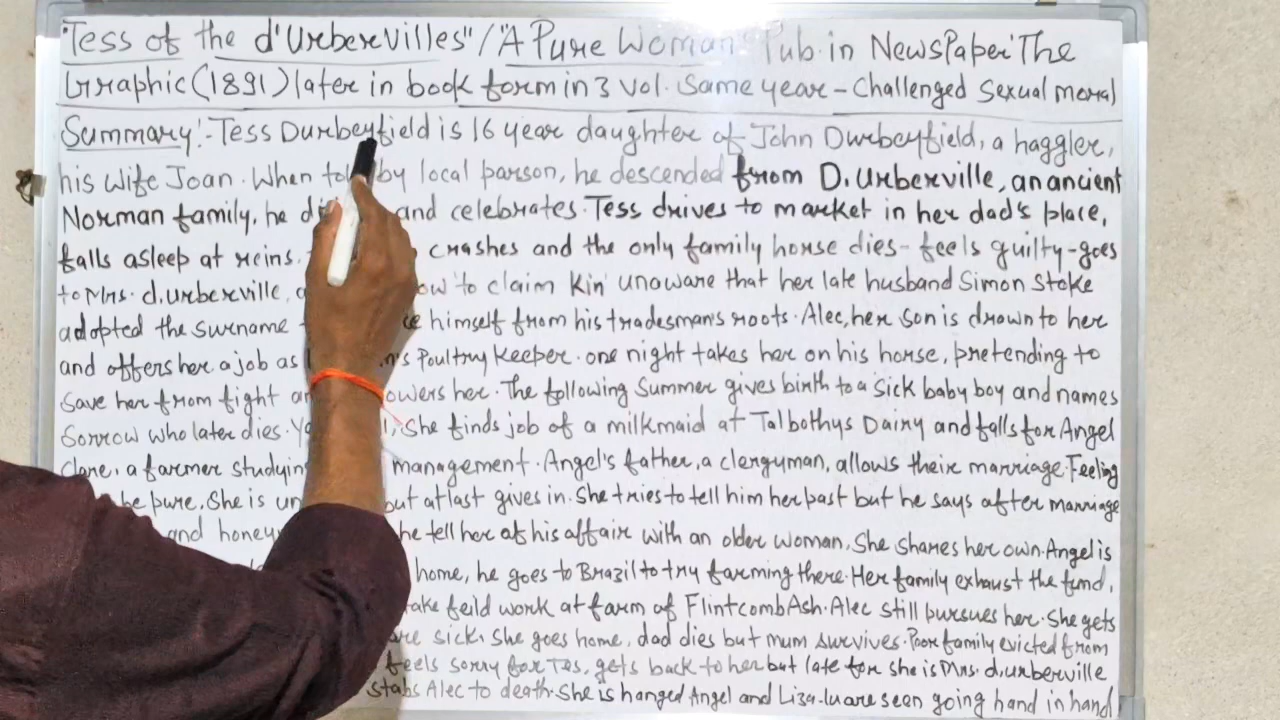 "Tess of the d'Urbervilles"/"A Pure Woman" Pub. in NewsPaper 'The
Graphic (1891) later in book form in 3 vol. Same year - Challenged Sexual moral
Summary:- Tess Durbeyfield is 16 year daughter of John Durbeyfield, a haggler,
his wife Joan. When by local parson, he descended from D. Urberville, an ancient
Norman family, he and celebrates. Tess drives to market in her dad's place,
falls asleep at reins. crashes and the only family horse dies - feels guilty - goes
to Mrs. d.urberville, to claim kin' unaware that her late husband Simon Stoke
adopted the surname himself from his tradesman's roots. Alec, her son is drawn to her
and offers her a job as Poultry Keeper. one night takes her on his horse, pretending to
save her from fight her. The following Summer gives birth to a sick baby boy and names
Sorrow who later dies. she finds job of a milkmaid at Talbothys Dairy and falls for Angel
Clare, a farmer management. Angel's father, a clergyman, allows their marriage. Feeling
be pure. She is but at last gives in. She tries to tell him her past but he says after marriage
and he tell her of his affair with an older woman. She shares her own. Angel is
home, he goes to Brazil to try farming there. Her family exhaust the fund,
feild work at farm of Flintcomb Ash. Alec still pursues her. She gets
sick. She goes home, dad dies but mum survives. Poor family evicted from
feels sorry for Tes, gets back to her but late for she is Mrs. d.urberville
stabs Alec to death. She is hanged Angel and Liza-lu are seen going hand in hand